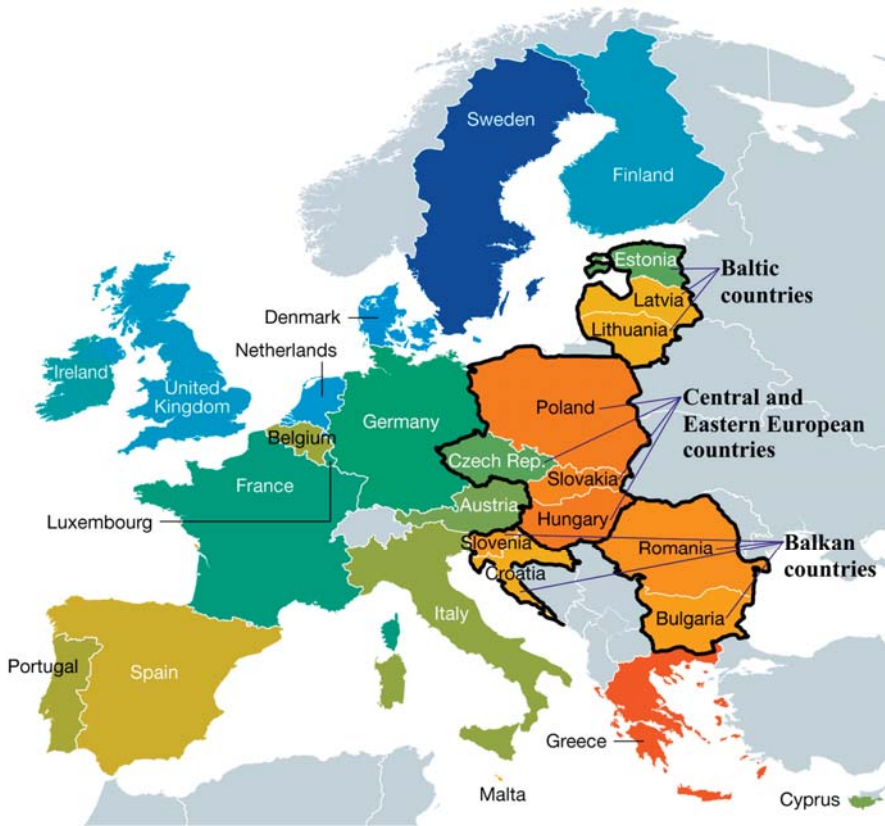 Sweden
Finland
Estonia
Baltic
countries
Latvia
Lithuania
Denmark
Netherlands
Ireland
United
Kingdom
Poland
Central and
Eastern European
countries
Germany
Belgium
Czech Rep.
France
Slovakia
Austria
Luxembourg
Hungary
Slovenia
Romania
Balkan
countries
Croatia
Italy
Bulgaria
Portugal
Spain
Greece
Malta
Cyprus